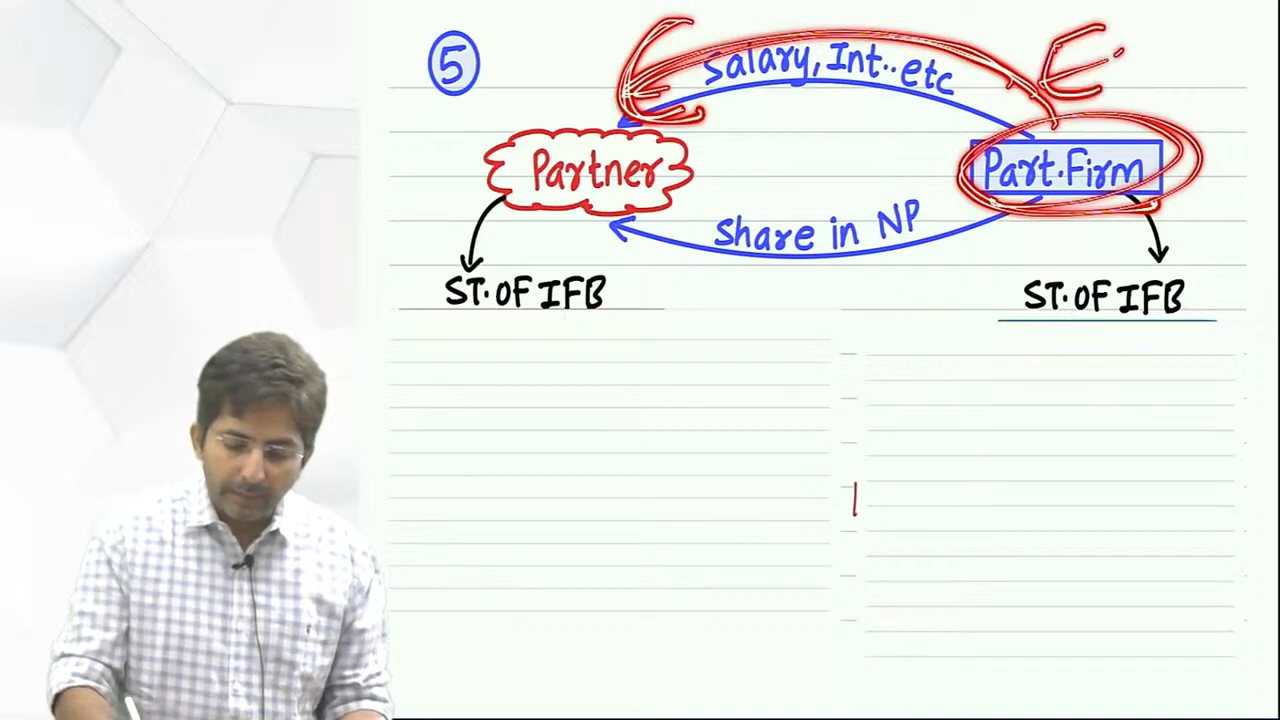 5
Salary, Int.. etc
E
Partner
Part.Firm
Share in NP
ST. OF IFB
ST. OF IFB